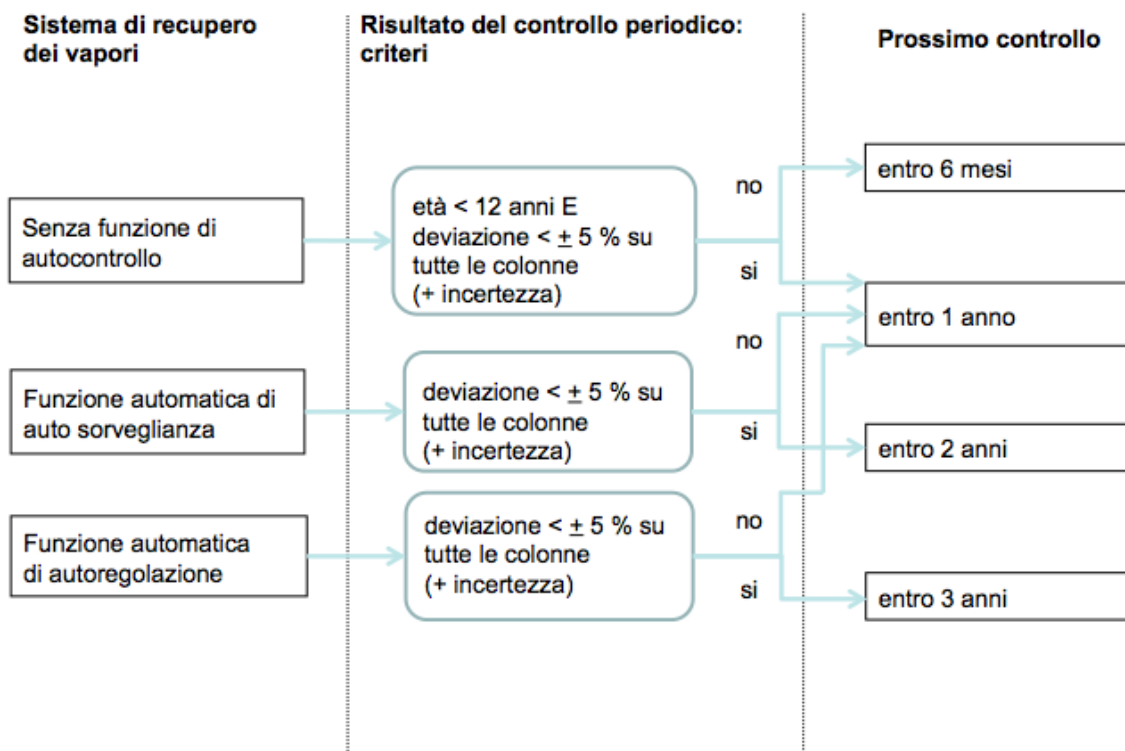 Sistema di recupero
dei vapori
Risultato del controllo periodico:
criteri
Prossimo controllo
Senza funzione di
autocontrollo
età < 12 anni E
deviazione < ± 5 % su
tutte le colonne
(+ incertezza)
no
si
entro 6 mesi
entro 1 anno
Funzione automatica di
auto sorveglianza
deviazione < ± 5 % su
tutte le colonne
(+ incertezza)
no
si
entro 2 anni
Funzione automatica
di autoregolazione
deviazione < ± 5 % su
tutte le colonne
(+ incertezza)
no
si
entro 3 anni